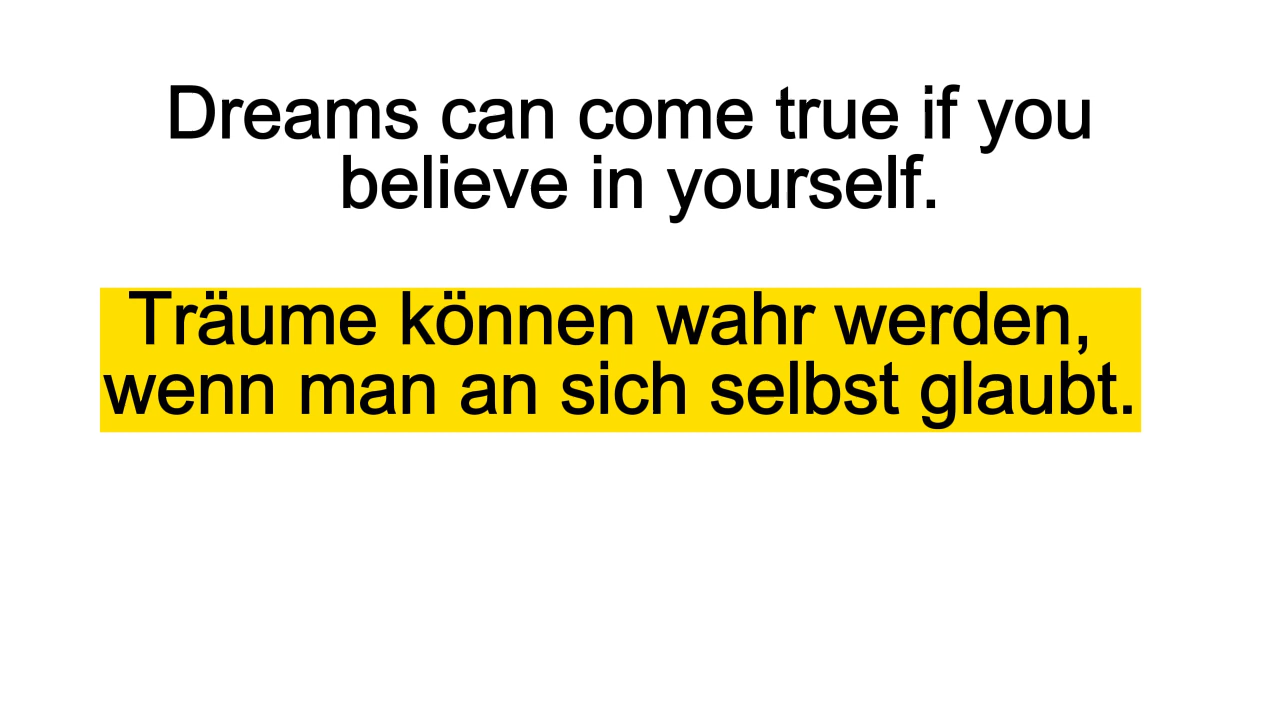 Dreams can come true if you
believe in yourself.
Träume können wahr werden,
wenn man an sich selbst glaubt.